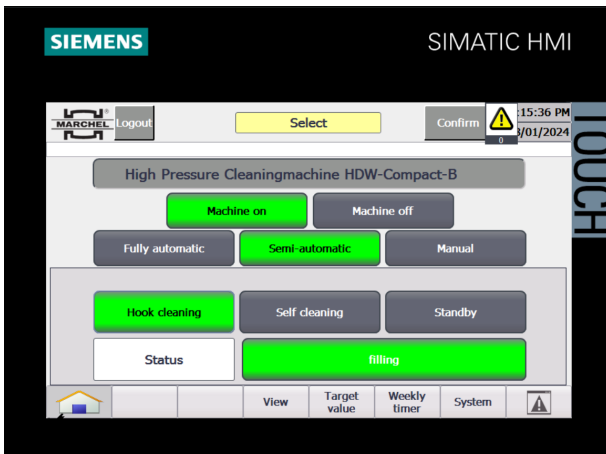 SIEMENS
SIMATIC HMI
TOUCH
MARCHEL
Logout
Select
Confirm
0
:15:36 PM
/01/2024
High Pressure Cleaningmachine HDW-Compact-B
Machine on
Machine off
Fully automatic
Semi-automatic
Manual
Hook cleaning
Self cleaning
Standby
Status
filling
View
Target
value
Weekly
timer
System
A